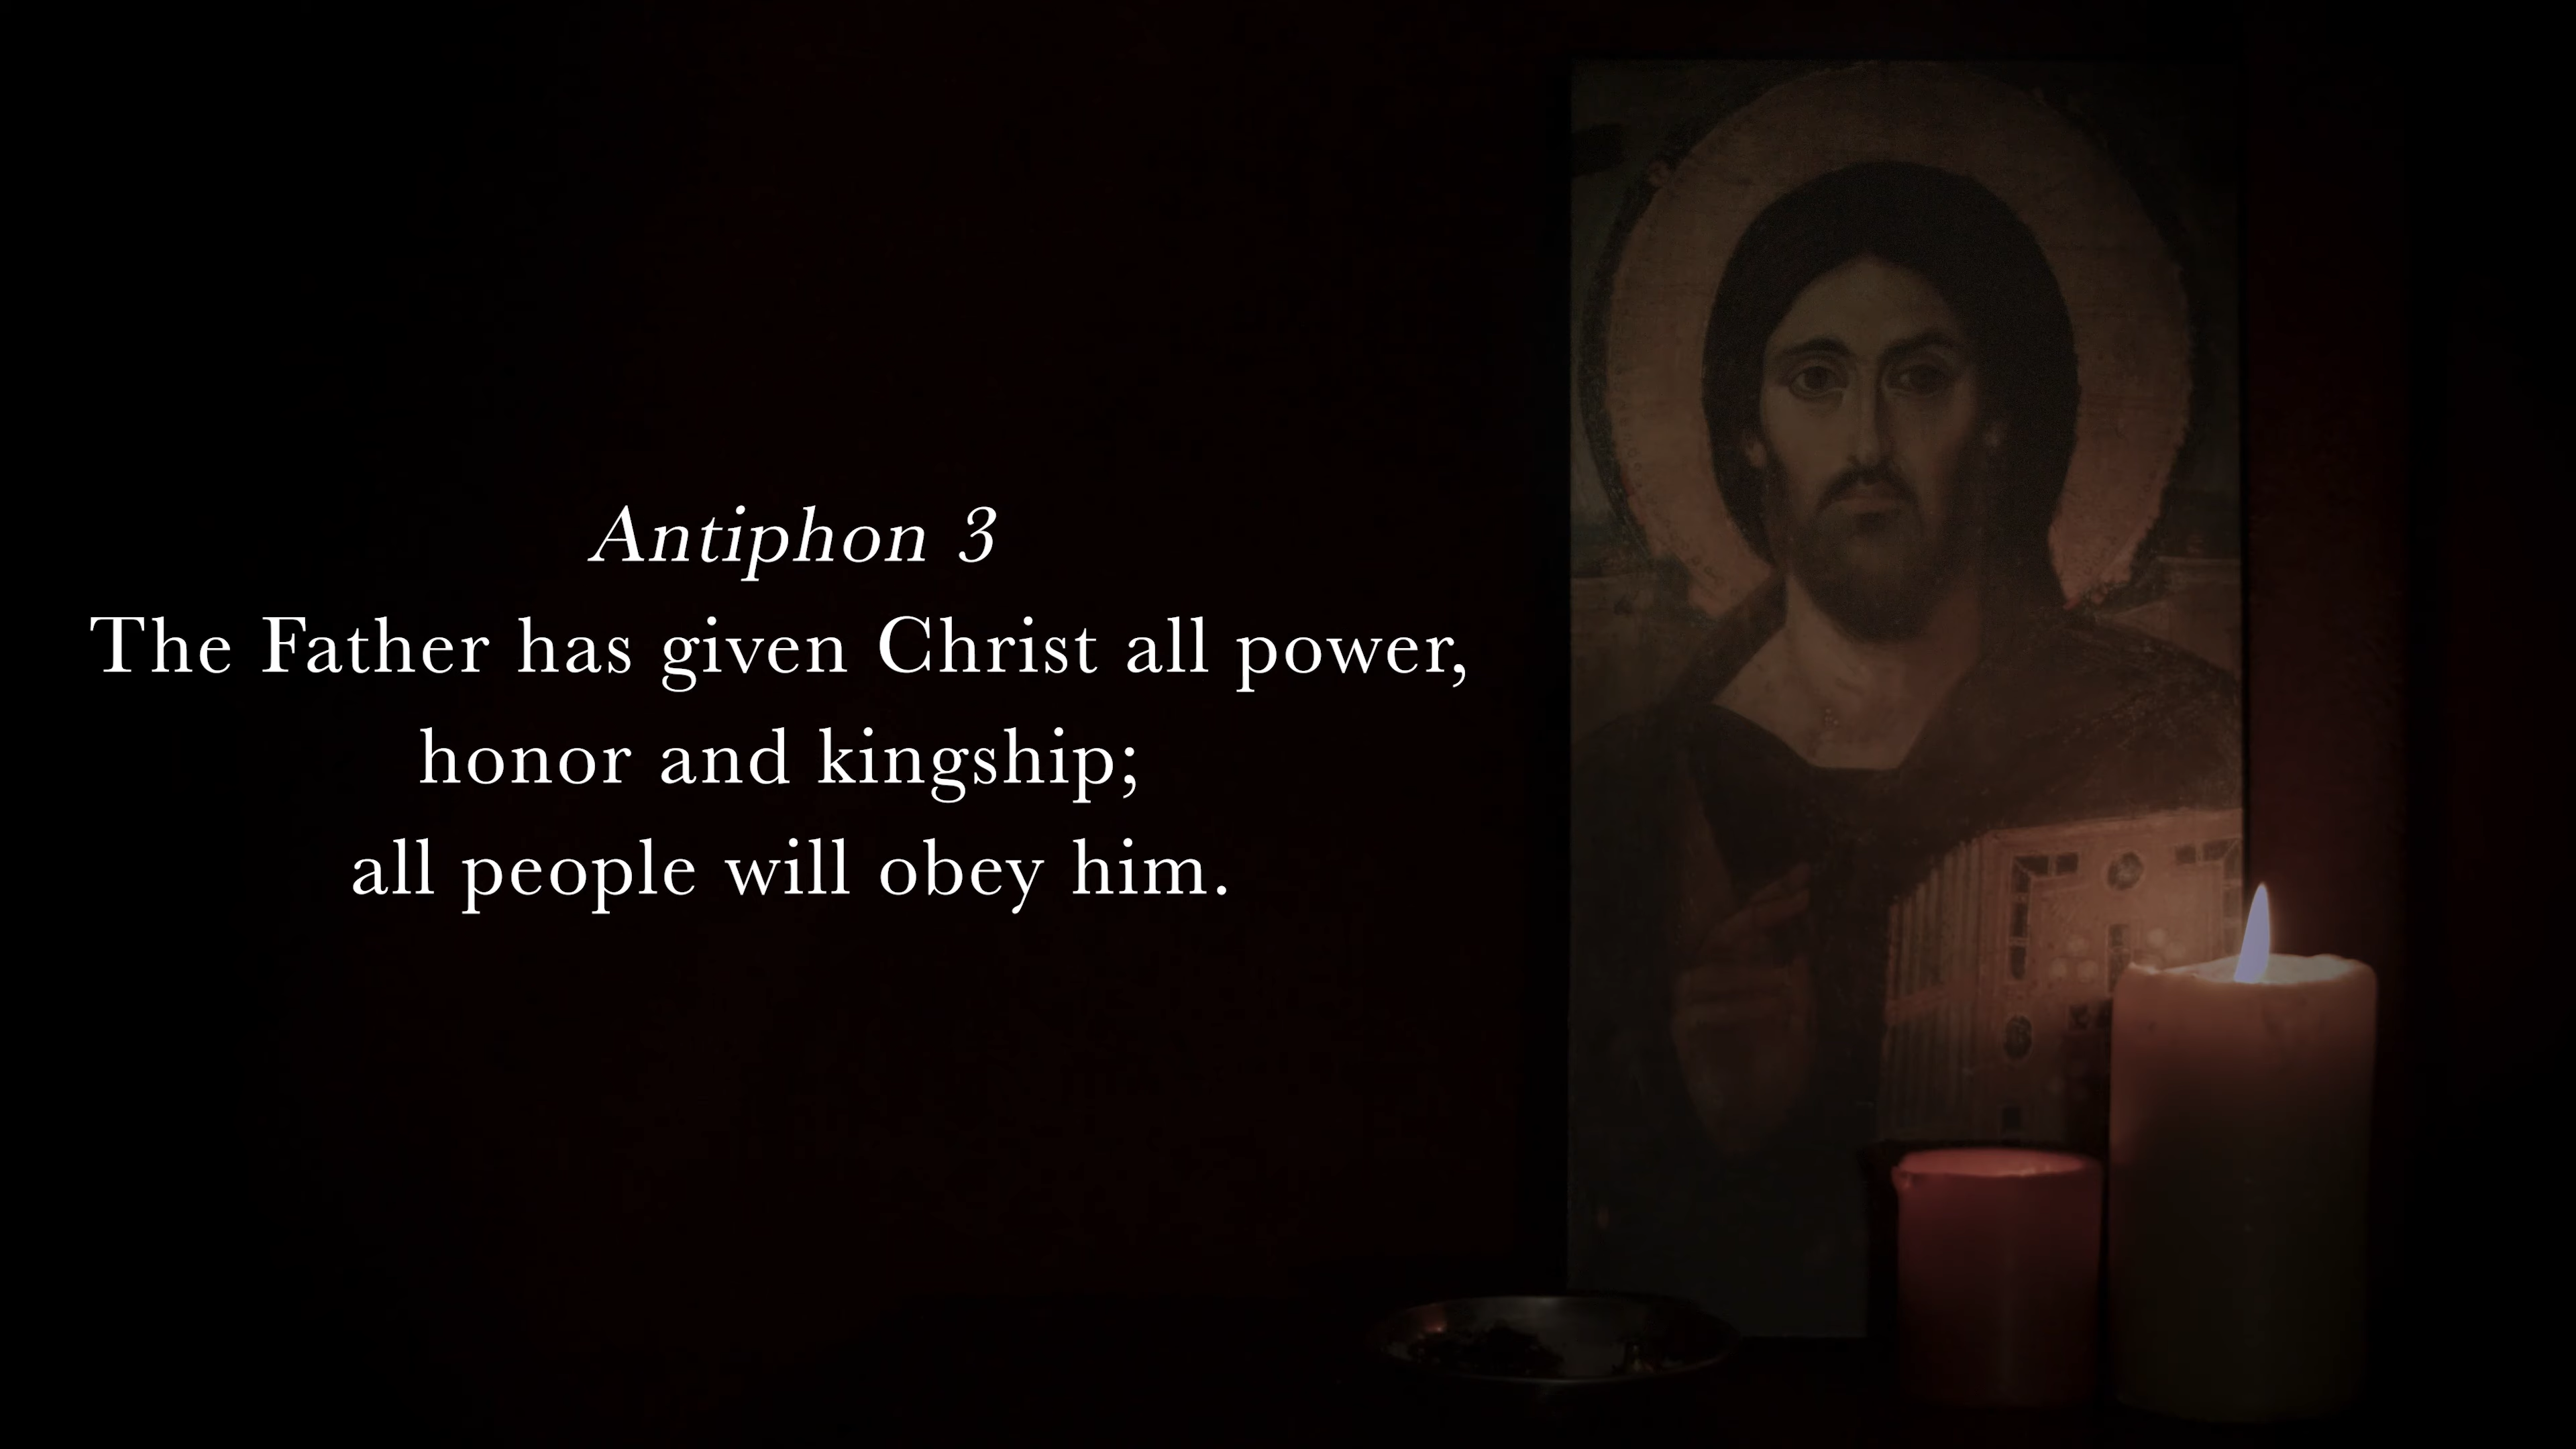 Antiphon 3
The Father has given Christ all power,
honor and kingship;
all people will obey him.